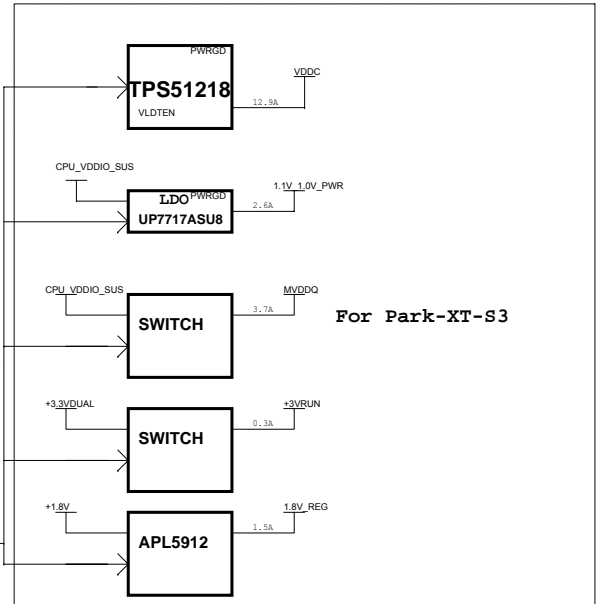 PWRGD
TPS51218
VLDTEN
VDDC
12.9A
CPU_VDDIO_SUS
LDO PWRGD
UP7717ASU8
1.1V_1.0V_PWR
2.6A
CPU_VDDIO_SUS
SWITCH
MVDDQ
3.7A
For Park-XT-S3
+3.3VDUAL
SWITCH
+3VRUN
0.3A
+1.8V
APL5912
1.8V_REG
1.5A